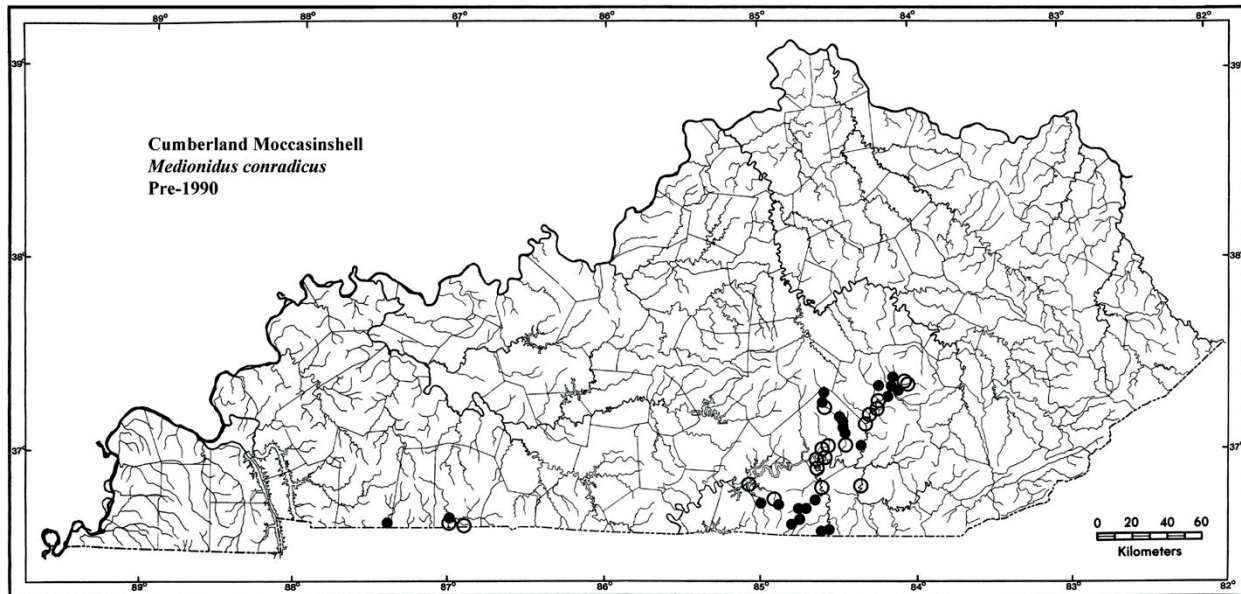 89° 88° 87° 86° 85° 84° 83° 82°
39° 39°
Cumberland Moccasinshell
Medionidus conradicus
Pre-1990
38° 38°
37° 37°
0 20 40 60
Kilometers
89° 88° 87° 86° 85° 84° 83° 82°